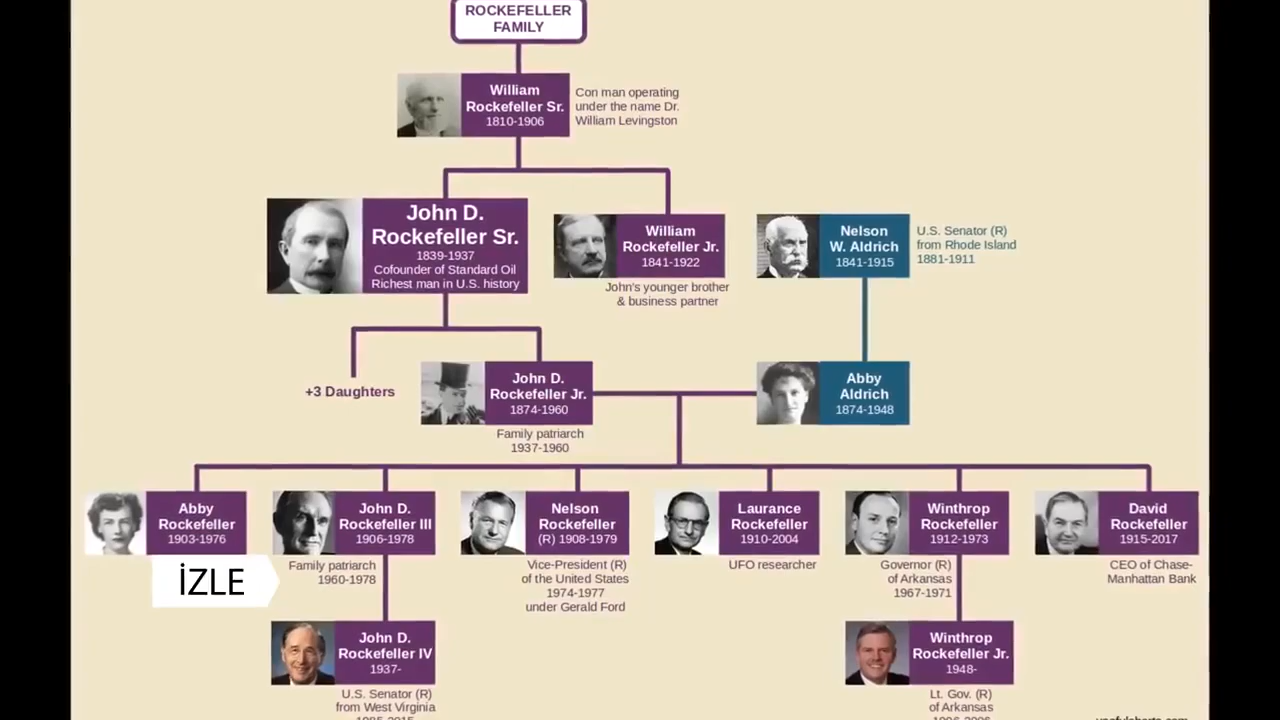 ROCKEFELLER
FAMILY
William
Rockefeller Sr.
1810-1906
Con man operating
under the name Dr.
William Levingston
John D.
Rockefeller Sr.
1839-1937
Cofounder of Standard Oil
Richest man in U.S. history
William
Rockefeller Jr.
1841-1922
John's younger brother
& business partner
Nelson
W. Aldrich
1841-1915
U.S. Senator (R)
from Rhode Island
1881-1911
+3 Daughters
John D.
Rockefeller Jr.
1874-1960
Family patriarch
1937-1960
Abby
Aldrich
1874-1948
Abby
Rockefeller
1903-1976
John D.
Rockefeller III
1906-1978
Family patriarch
1960-1978
Nelson
Rockefeller
(R) 1908-1979
Vice-President (R)
of the United States
1974-1977
under Gerald Ford
Laurance
Rockefeller
1910-2004
UFO researcher
Winthrop
Rockefeller
1912-1973
Governor (R)
of Arkansas
1967-1971
David
Rockefeller
1915-2017
CEO of Chase-
Manhattan Bank
İZLE
John D.
Rockefeller IV
1937-
U.S. Senator (R)
from West Virginia
Winthrop
Rockefeller Jr.
1948-
Lt. Gov. (R)
of Arkansas